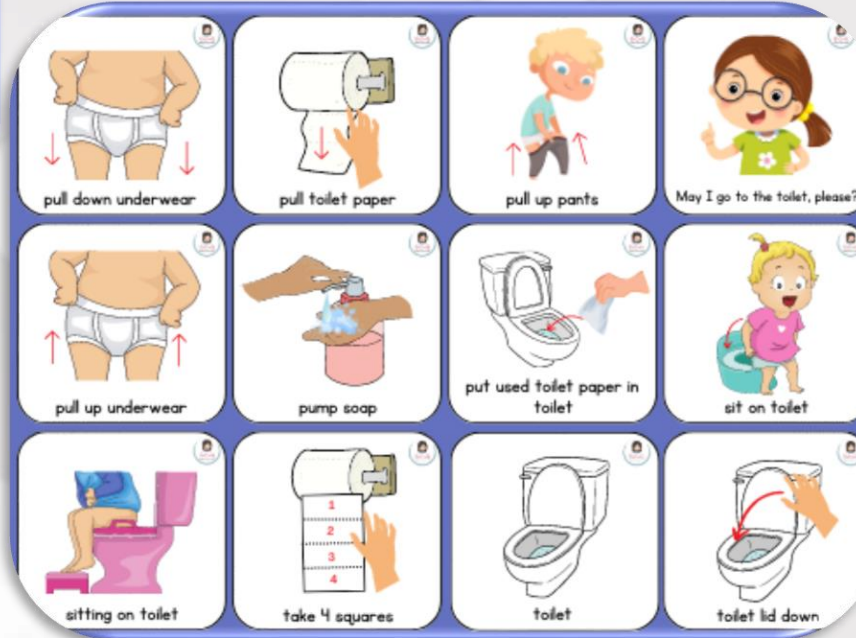 pull down underwear
pull toilet paper
pull up pants
May I go to the toilet, please?
pull up underwear
pump soap
put used toilet paper in
toilet
sit on toilet
sitting on toilet
1
2
3
4
take 4 squares
toilet
toilet lid down